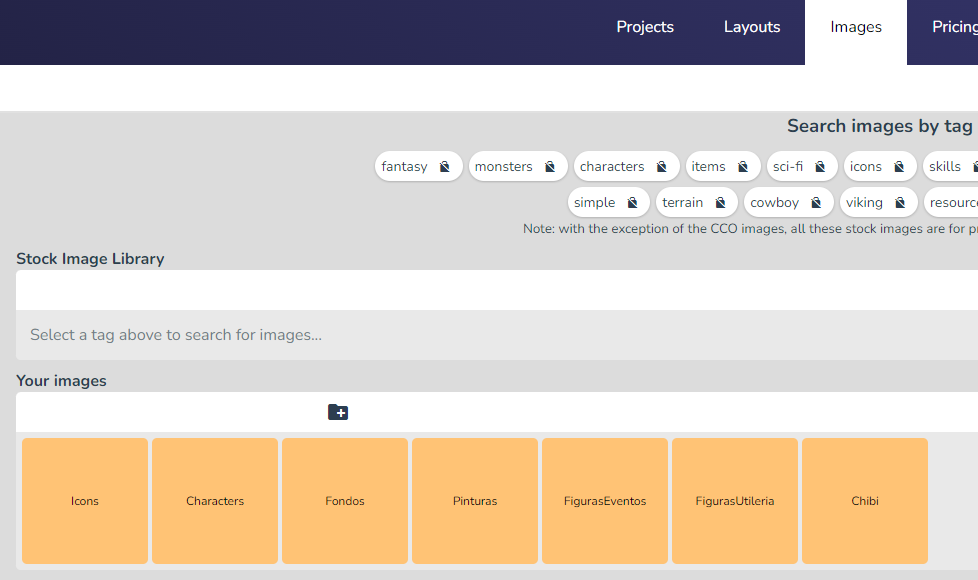 Projects Layouts Images Pricing
Search images by tag
fantasy monsters characters items sci-fi icons skills
simple terrain cowboy viking resourc
Note: with the exception of the CCO images, all these stock images are for p
Stock Image Library
Select a tag above to search for images...
Your images
Icons Characters Fondos Pinturas FigurasEventos FigurasUtileria Chibi